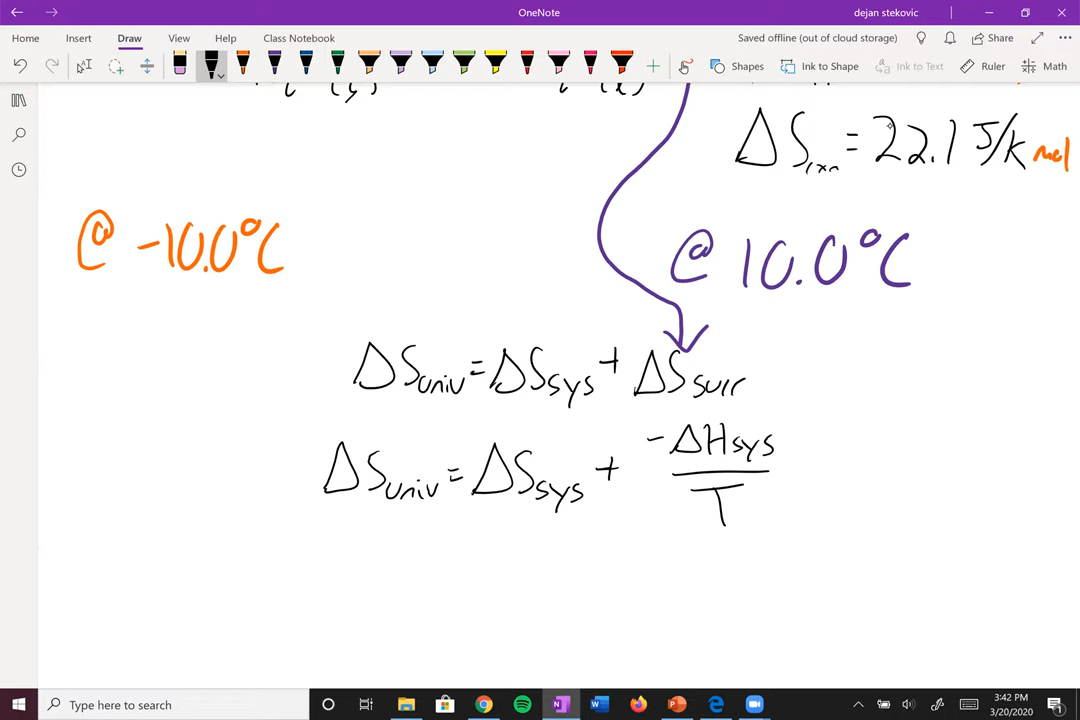 OneNote
dejan stekovic
Home Insert Draw View Help Class Notebook
Saved offline (out of cloud storage) Share
Shapes Ink to Shape Ink to Text Ruler Math
ΔSrxn = 22.1 J/K mol
@ -10.0°C
@ 10.0°C
ΔSuniv = ΔSsys + ΔSsurr
ΔSuniv = ΔSsys + -ΔHsys
T
Type here to search
3:42 PM
3/20/2020